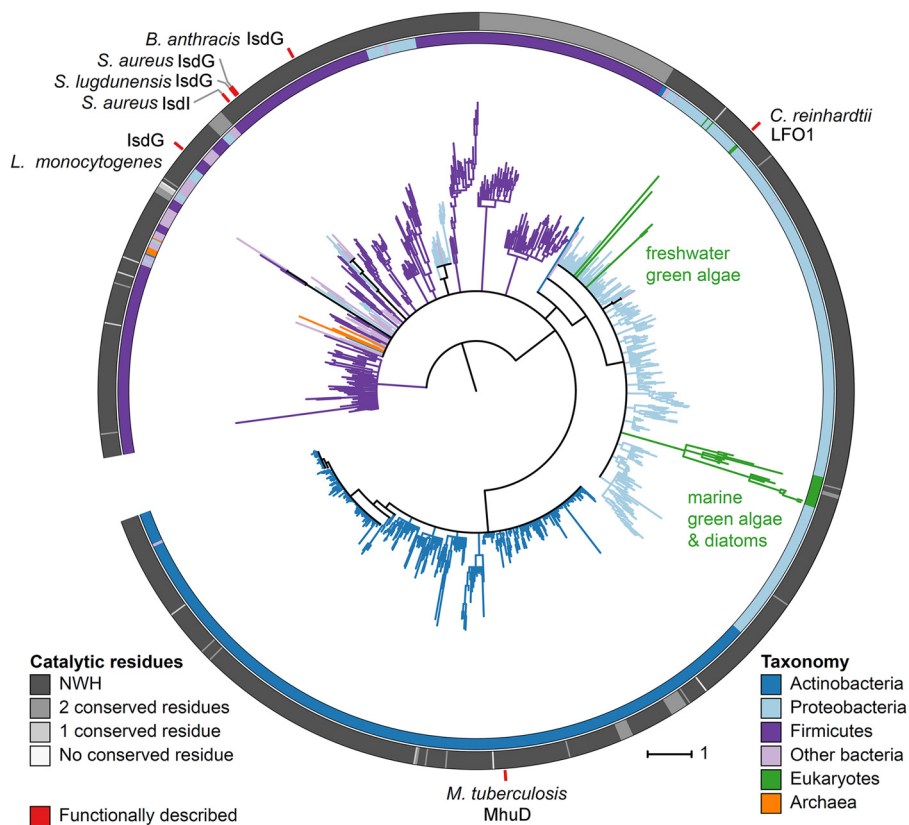 B. anthracis IsdG
S. aureus IsdG
S. lugdunensis IsdG
S. aureus IsdI
IsdG
L. monocytogenes
C. reinhardtii
LFO1
freshwater
green algae
marine
green algae
& diatoms
Catalytic residues
NWH
2 conserved residues
1 conserved residue
No conserved residue
Functionally described
M. tuberculosis
MhuD
1
Taxonomy
Actinobacteria
Proteobacteria
Firmicutes
Other bacteria
Eukaryotes
Archaea